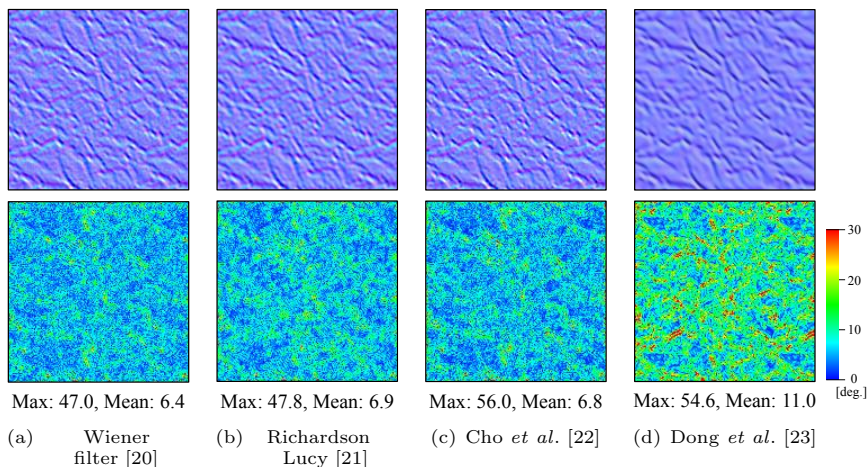 30
20
10
0
[deg.]
Max: 47.0, Mean: 6.4
Max: 47.8, Mean: 6.9
Max: 56.0, Mean: 6.8
Max: 54.6, Mean: 11.0
(a) Wiener
filter [20]
(b) Richardson
Lucy [21]
(c) Cho et al. [22]
(d) Dong et al. [23]